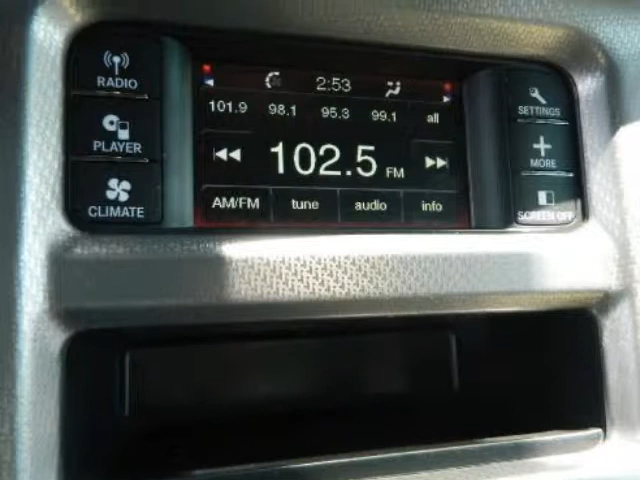 RADIO
PLAYER
CLIMATE
2:53
101.9 98.1 95.3 99.1 all
102.5 FM
AM/FM tune audio info
SETTINGS
MORE
SCREEN OFF